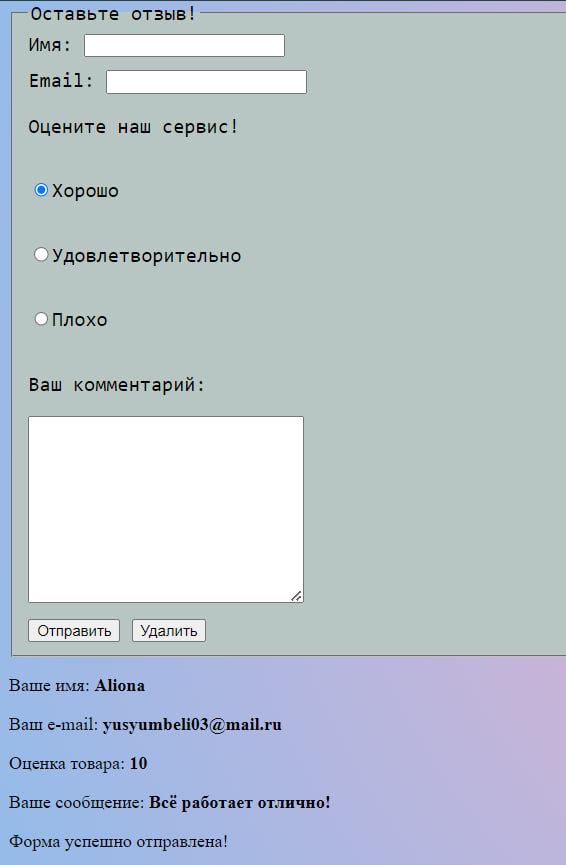 Оставьте отзыв!
Имя:
Email:
Оцените наш сервис!
Хорошо
Удовлетворительно
Плохо
Ваш комментарий:
Отправить Удалить
Ваше имя: Aliona
Ваш e-mail: yusyumbeli03@mail.ru
Оценка товара: 10
Ваше сообщение: Всё работает отлично!
Форма успешно отправлена!